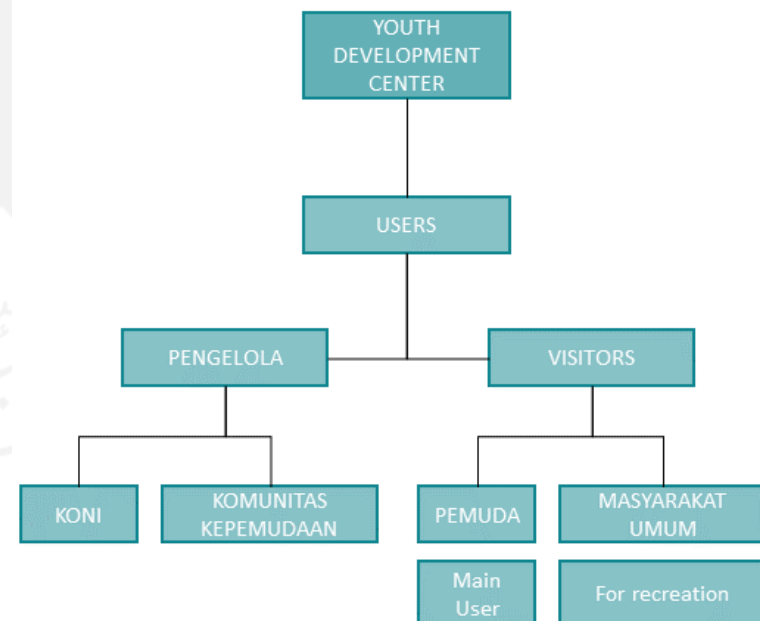 YOUTH
DEVELOPMENT
CENTER
USERS
PENGELOLA
VISITORS
KONI
KOMUNITAS
KEPEMUDAAN
PEMUDA
MASYARAKAT
UMUM
Main
User
For recreation